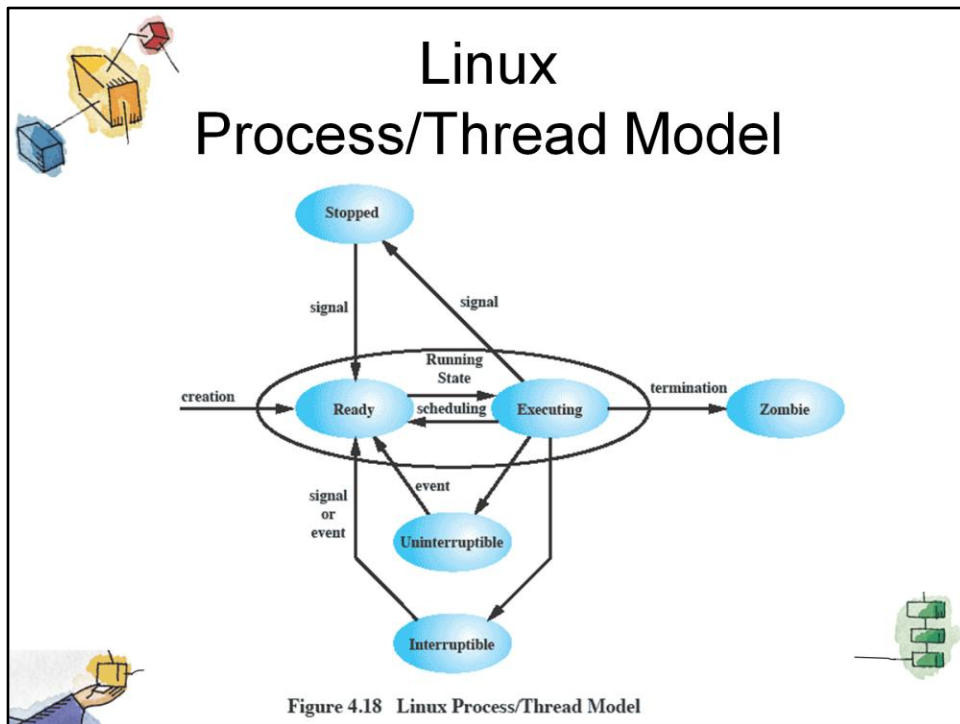 Linux
Process/Thread Model
Stopped
signal
signal
Running
State
creation
Ready
scheduling
Executing
termination
Zombie
signal
or
event
event
Uninterruptible
Interruptible
Figure 4.18 Linux Process/Thread Model